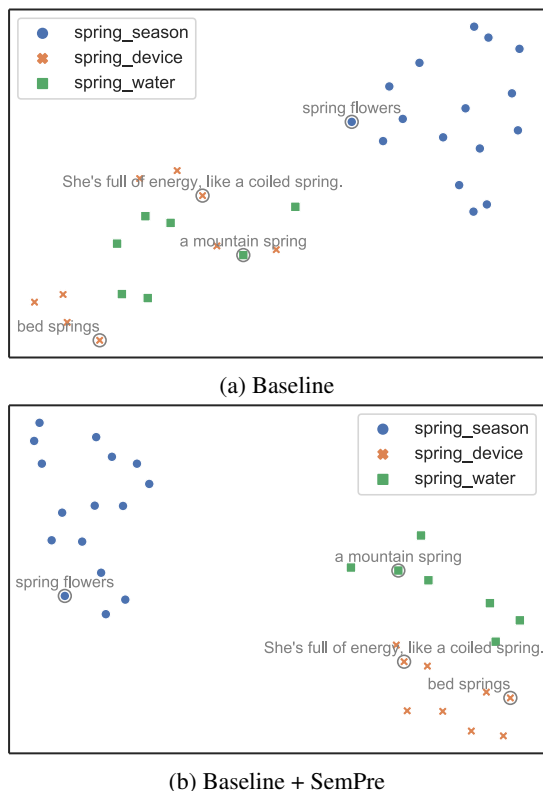 spring_season
spring_device
spring_water
spring flowers
She's full of energy, like a coiled spring.
a mountain spring
bed springs
(a) Baseline
spring_season
spring_device
spring_water
a mountain spring
spring flowers
She's full of energy, like a coiled spring.
bed springs
(b) Baseline + SemPre